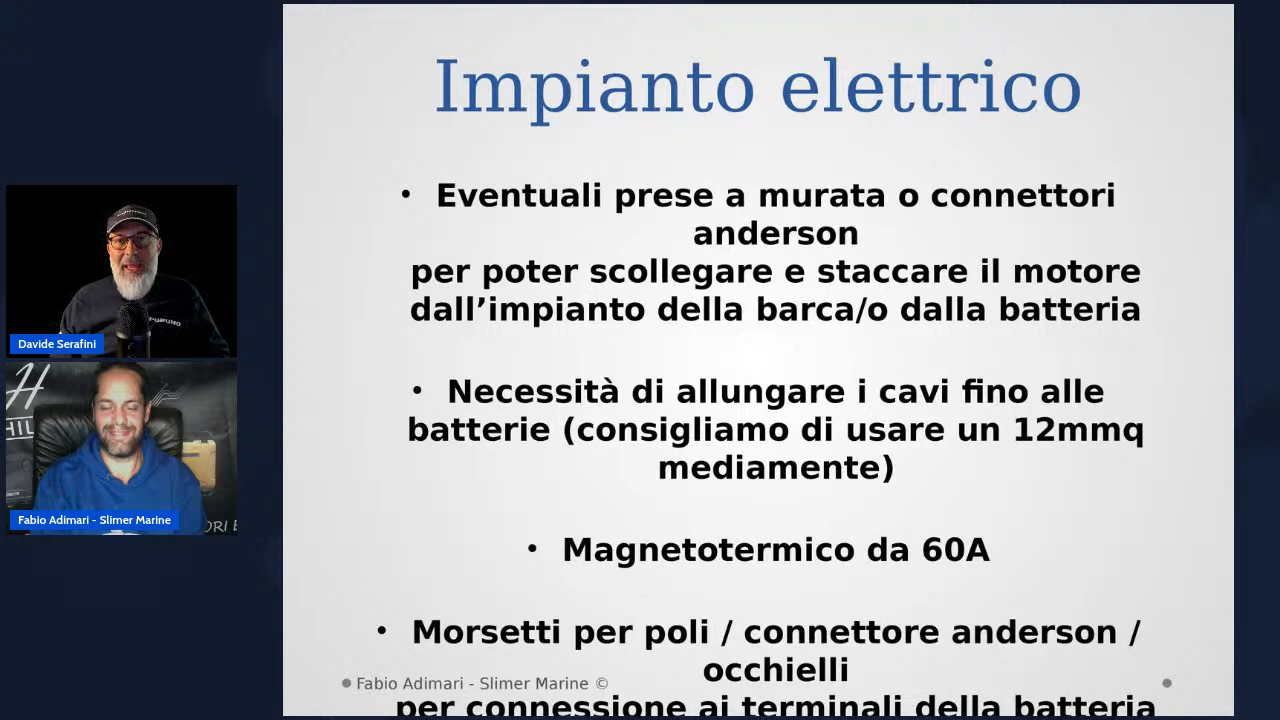 Impianto elettrico
• Eventuali prese a murata o connettori
anderson
per poter scollegare e staccare il motore
dall’impianto della barca/o dalla batteria
• Necessità di allungare i cavi fino alle
batterie (consigliamo di usare un 12mmq
mediamente)
• Magnetotermico da 60A
• Morsetti per poli / connettore anderson /
occhielli
per connessione ai terminali della batteria
Fabio Adimari - Slimer Marine ©
Davide Serafini
Fabio Adimari - Slimer Marine